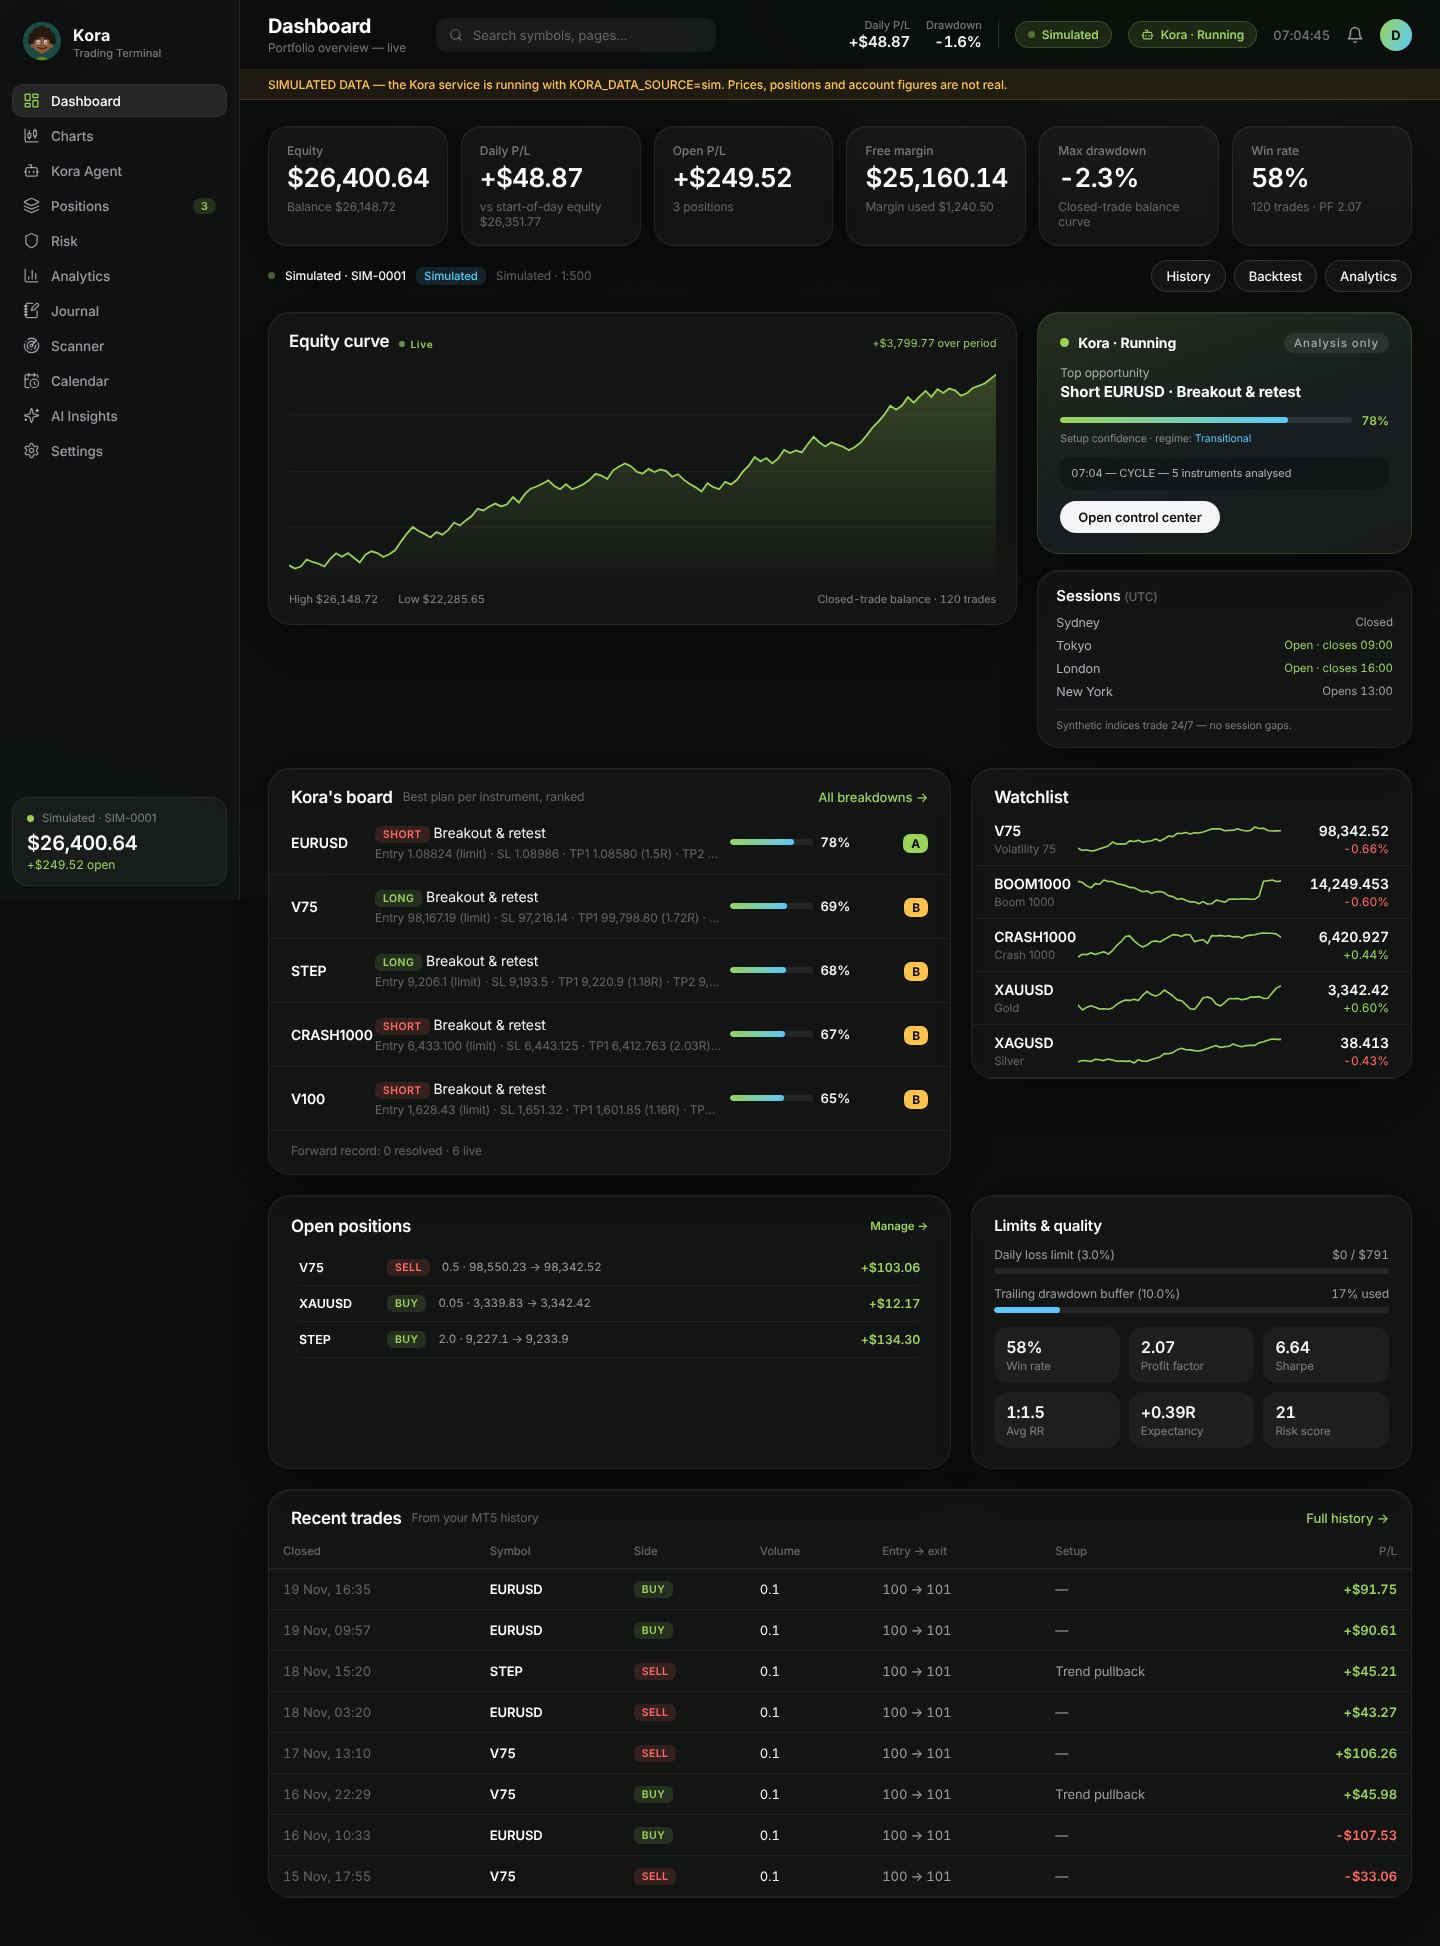 Kora
Trading Terminal
Dashboard
Charts
Kora Agent
Positions 3
Risk
Analytics
Journal
Scanner
Calendar
AI Insights
Settings
Simulated · SIM-0001
$26,400.64
+$249.52 open
Dashboard
Portfolio overview — live
Search symbols, pages...
Daily P/L
+$48.87
Drawdown
-1.6%
Simulated
Kora · Running
07:04:45
D
SIMULATED DATA — the Kora service is running with KORA_DATA_SOURCE=sim. Prices, positions and account figures are not real.
Equity
$26,400.64
Balance $26,148.72
Daily P/L
+$48.87
vs start-of-day equity
$26,351.77
Open P/L
+$249.52
3 positions
Free margin
$25,160.14
Margin used $1,240.50
Max drawdown
-2.3%
Closed-trade balance
curve
Win rate
58%
120 trades · PF 2.07
Simulated · SIM-0001 Simulated Simulated · 1:500
History Backtest Analytics
Equity curve Live +$3,799.77 over period
High $26,148.72 Low $22,285.65 Closed-trade balance · 120 trades
Kora · Running Analysis only
Top opportunity
Short EURUSD · Breakout & retest
78%
Setup confidence · regime: Transitional
07:04 — CYCLE — 5 instruments analysed
Open control center
Sessions (UTC)
Sydney Closed
Tokyo Open · closes 09:00
London Open · closes 16:00
New York Opens 13:00
Synthetic indices trade 24/7 — no session gaps.
Kora's board Best plan per instrument, ranked All breakdowns →
EURUSD SHORT Breakout & retest 78% A
Entry 1.08824 (limit) · SL 1.08986 · TP1 1.08580 (1.5R) · TP2 ...
V75 LONG Breakout & retest 69% B
Entry 98,167.19 (limit) · SL 97,216.14 · TP1 99,798.80 (1.72R) · ...
STEP LONG Breakout & retest 68% B
Entry 9,206.1 (limit) · SL 9,193.5 · TP1 9,220.9 (1.18R) · TP2 9,...
CRASH1000 SHORT Breakout & retest 67% B
Entry 6,433.100 (limit) · SL 6,443.125 · TP1 6,412.763 (2.03R)...
V100 SHORT Breakout & retest 65% B
Entry 1,628.43 (limit) · SL 1,651.32 · TP1 1,601.85 (1.16R) · TP...
Forward record: 0 resolved · 6 live
Watchlist
V75 98,342.52
Volatility 75 -0.66%
BOOM1000 14,249.453
Boom 1000 -0.60%
CRASH1000 6,420.927
Crash 1000 +0.44%
XAUUSD 3,342.42
Gold +0.60%
XAGUSD 38.413
Silver -0.43%
Open positions Manage →
V75 SELL 0.5 · 98,550.23 → 98,342.52 +$103.06
XAUUSD BUY 0.05 · 3,339.83 → 3,342.42 +$12.17
STEP BUY 2.0 · 9,227.1 → 9,233.9 +$134.30
Limits & quality
Daily loss limit (3.0%) $0 / $791
Trailing drawdown buffer (10.0%) 17% used
58%
Win rate
2.07
Profit factor
6.64
Sharpe
1:1.5
Avg RR
+0.39R
Expectancy
21
Risk score
Recent trades From your MT5 history Full history →
Closed Symbol Side Volume Entry → exit Setup P/L
19 Nov, 16:35 EURUSD BUY 0.1 100 → 101 — +$91.75
19 Nov, 09:57 EURUSD BUY 0.1 100 → 101 — +$90.61
18 Nov, 15:20 STEP SELL 0.1 100 → 101 Trend pullback +$45.21
18 Nov, 03:20 EURUSD SELL 0.1 100 → 101 — +$43.27
17 Nov, 13:10 V75 SELL 0.1 100 → 101 — +$106.26
16 Nov, 22:29 V75 BUY 0.1 100 → 101 Trend pullback +$45.98
16 Nov, 10:33 EURUSD BUY 0.1 100 → 101 — -$107.53
15 Nov, 17:55 V75 SELL 0.1 100 → 101 — -$33.06